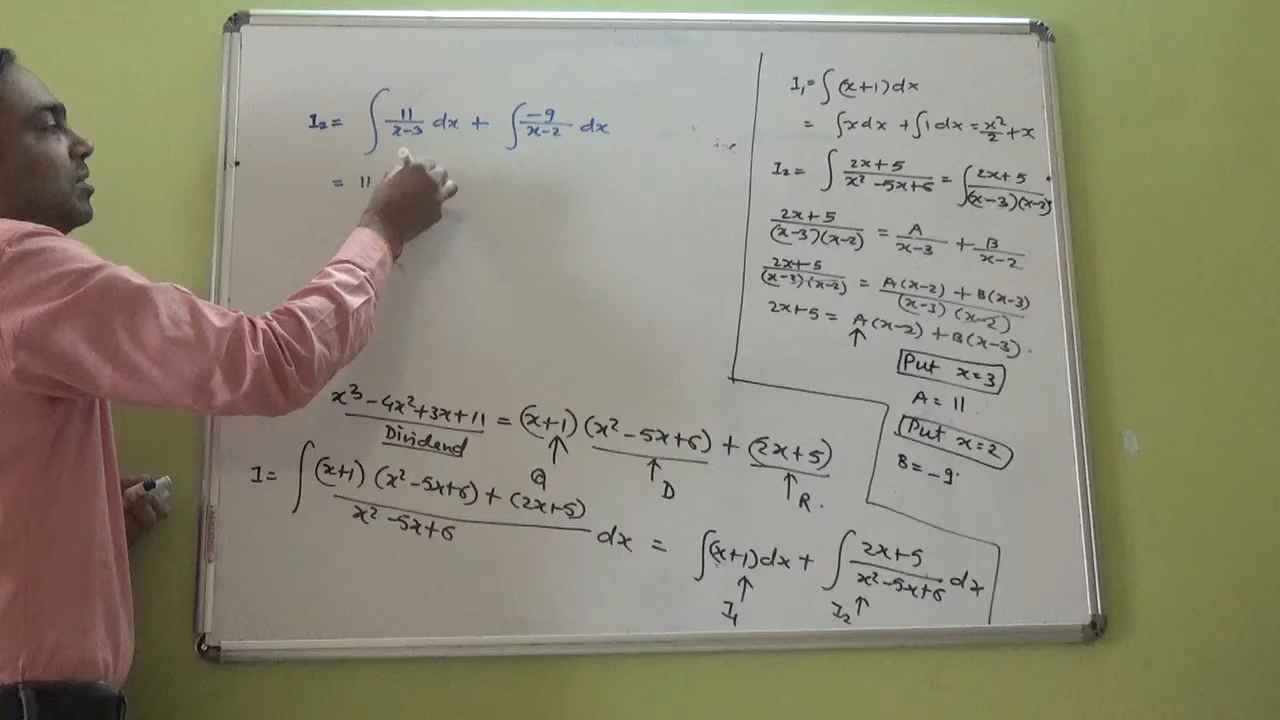 I₂ = ∫ 11/(x-3) dx + ∫ -9/(x-2) dx
= 11
x³ - 4x² + 3x + 11 = (x+1) (x² - 5x + 6) + (2x+5)
Dividend
↑ Q ↑ D ↑ R.
I = ∫ ((x+1) (x² - 5x + 6) + (2x+5))/(x² - 5x + 6) dx = ∫(x+1) dx + ∫ (2x+5)/(x² - 5x + 6) dx
↑ I₁ I₂ ↑
I₁ = ∫ (x+1) dx
= ∫x dx + ∫1 dx = x²/2 + x
I₂ = ∫ (2x+5)/(x² - 5x + 6) = ∫ (2x+5)/((x-3)(x-2))
(2x+5)/((x-3)(x-2)) = A/(x-3) + B/(x-2)
(2x+5)/((x-3)(x-2)) = (A(x-2) + B(x-3))/((x-3)(x-2))
2x+5 = A(x-2) + B(x-3).
↑
Put x=3
A = 11
Put x=2
B = -9.